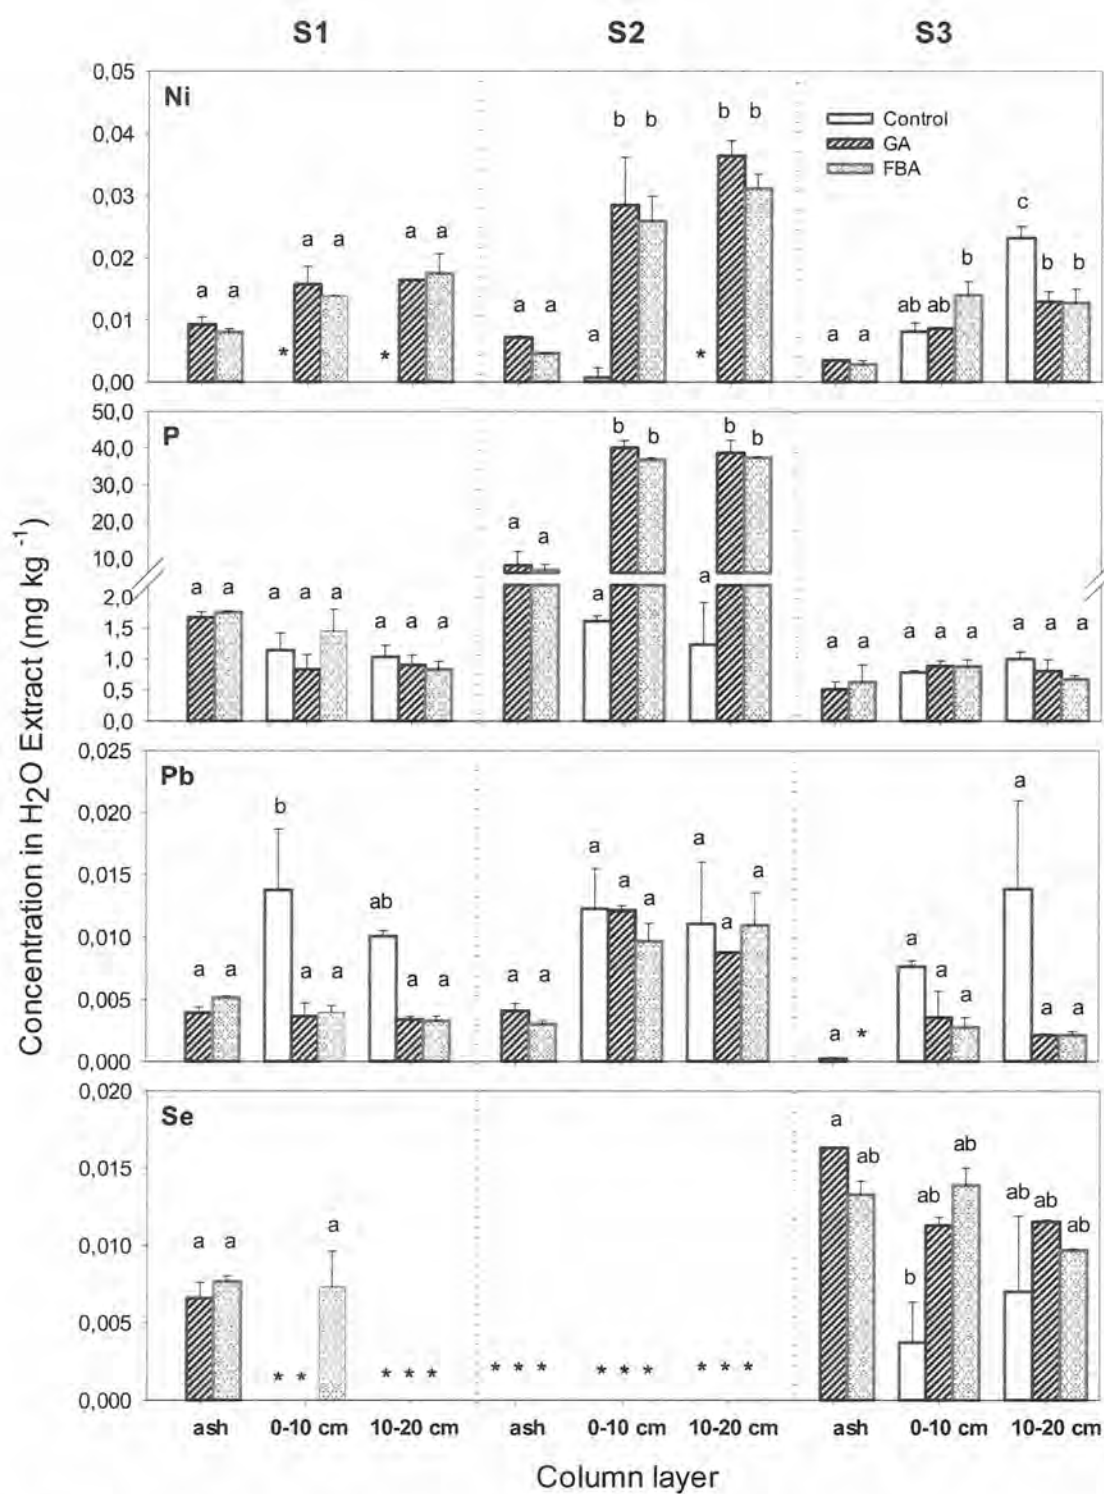 S1 S2 S3
0,05
Ni
b b
b b
Control
0,04
GA
FBA
0,03
c
a a
a a
b
b b
0,02
a a
a a
ab ab
0,01
a
a a
* * *
0,00
50,0
P
b b
b b
40,0
30,0
20,0
a a
a
10,0
a a
a a a
a a a
a a a
a a a
a a
2,0
1,5
1,0
0,5
0,0
0,025
Pb
a
b
0,020
a
a
a
a
ab
a
a
0,015
a
a
0,010
a a
a a
a a
a a
a
a
a a
0,005
a *
0,000
0,020
Se
a
ab
ab
0,015
ab
ab ab
ab
a a
a
0,010
b
0,005
* *
* * *
* * *
* * *
* * *
0,000
ash 0-10 cm 10-20 cm ash 0-10 cm 10-20 cm ash 0-10 cm 10-20 cm
Column layer
Concentration in H2O Extract (mg kg -1)